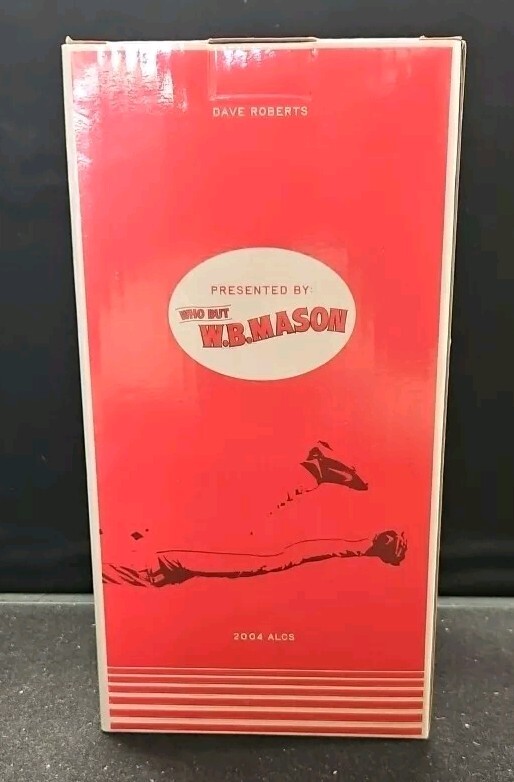 DAVE ROBERTS
PRESENTED BY:
WHO BUT
W.B.MASON
2004 ALCS